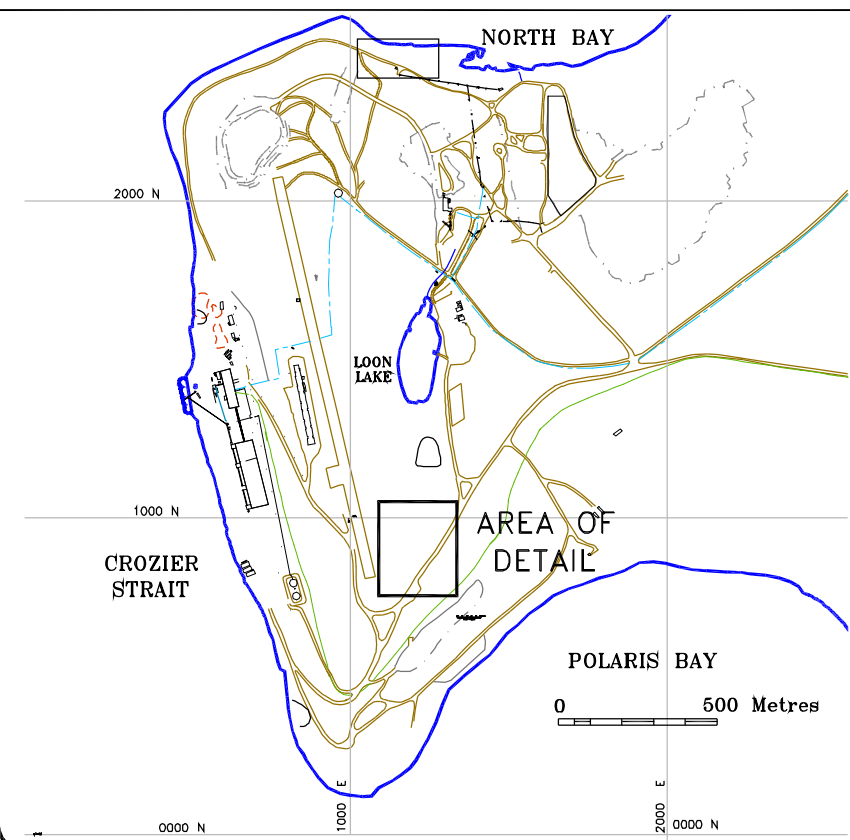 NORTH BAY
2000 N
LOON
LAKE
1000 N
AREA OF
DETAIL
CROZIER
STRAIT
POLARIS BAY
0 500 Metres
1000 E
2000 E
0000 N
0000 N